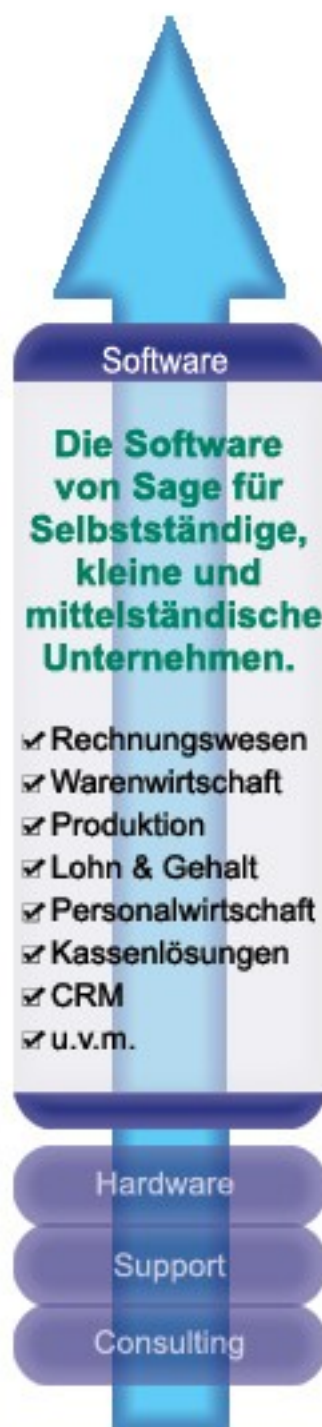 Software
Die Software
von Sage für
Selbstständige,
kleine und
mittelständische
Unternehmen.
Rechnungswesen
Warenwirtschaft
Produktion
Lohn & Gehalt
Personalwirtschaft
Kassenlösungen
CRM
u.v.m.
Hardware
Support
Consulting